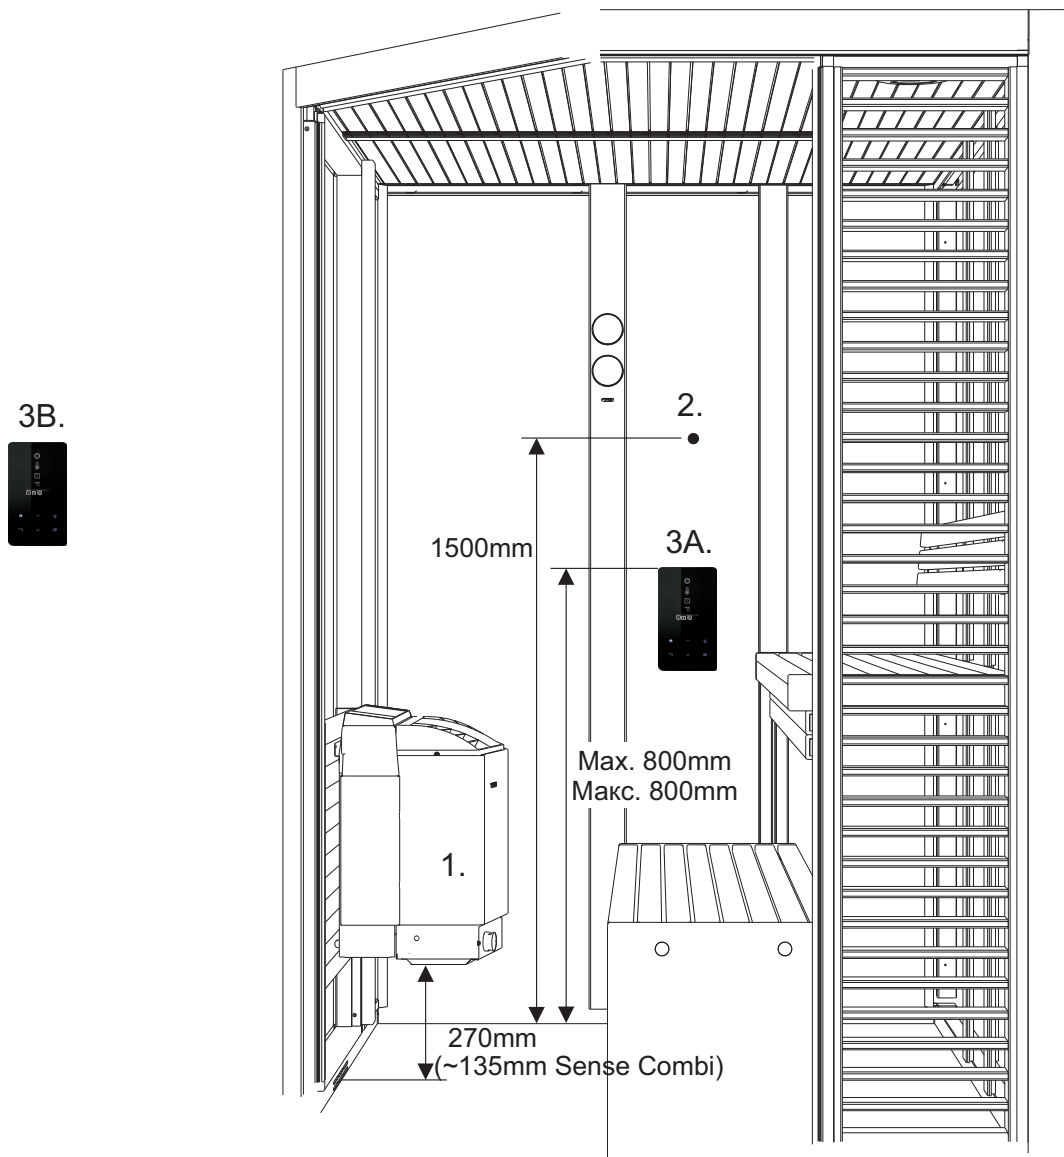 3B.
2.
1500mm
3A.
Max. 800mm
Макс. 800mm
1.
270mm
(~135mm Sense Combi)